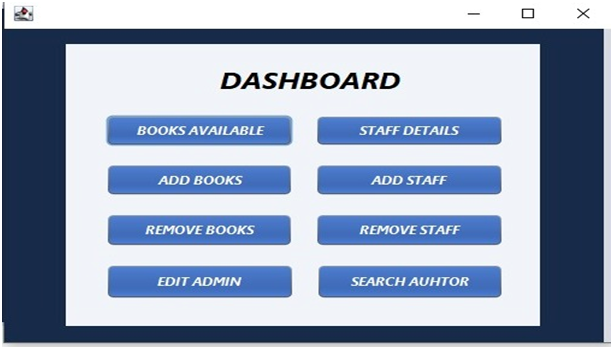 DASHBOARD
BOOKS AVAILABLE
STAFF DETAILS
ADD BOOKS
ADD STAFF
REMOVE BOOKS
REMOVE STAFF
EDIT ADMIN
SEARCH AUHTOR